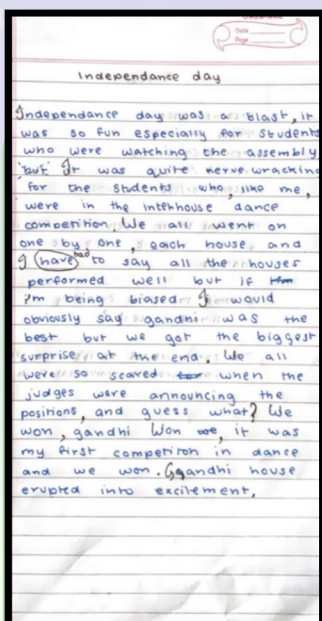 Date
Page
Independance day
Independance day was a blast, it
was so fun especially for students
who were watching the assembly
"but" It was quite nerve wracking
for the students who, like me,
were in the interhouse dance
competition. We all went on
one by one, each house and
I have had to say all the houses
performed well but if
i'm being biased I would
obviously say gandhi was the
best but we got the biggest
surprise at the end. We all
were so scared when the
judges were announcing the
positions, and guess what? We
won, gandhi Won, it was
my first competiton in dance
and we won. Gandhi house
erupted into excitement.